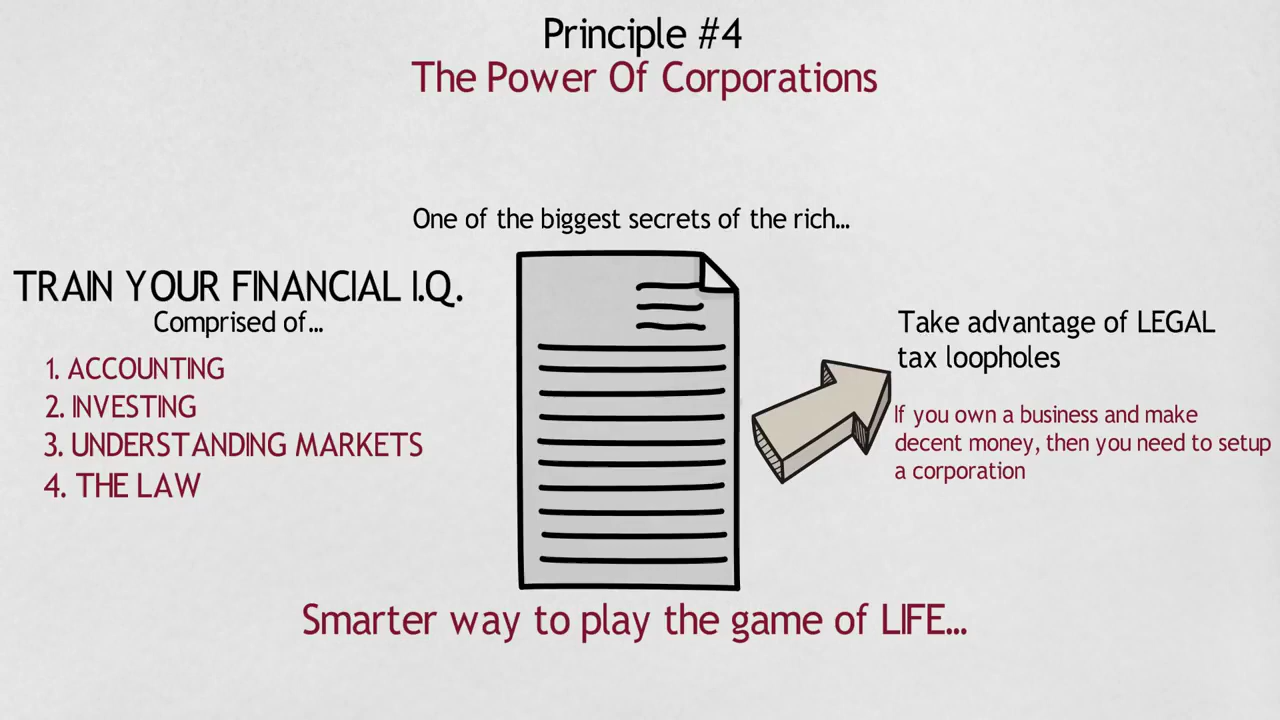 Principle #4
The Power Of Corporations
One of the biggest secrets of the rich...
TRAIN YOUR FINANCIAL I.Q.
Comprised of...
1. ACCOUNTING
2. INVESTING
3. UNDERSTANDING MARKETS
4. THE LAW
Take advantage of LEGAL
tax loopholes
If you own a business and make
decent money, then you need to setup
a corporation
Smarter way to play the game of LIFE...